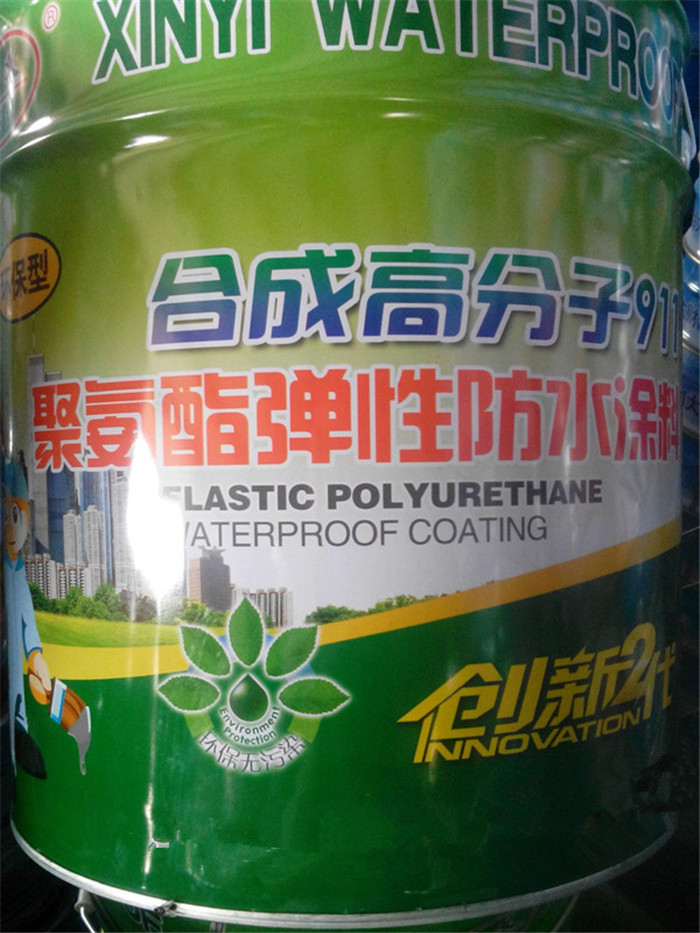 ®
XINYI WATERPROOF
环保型
合成高分子911
聚氨酯弹性防水涂料
ELASTIC POLYURETHANE
WATERPROOF COATING
创新2代
INNOVATION
Environment
Protection
环保无污染